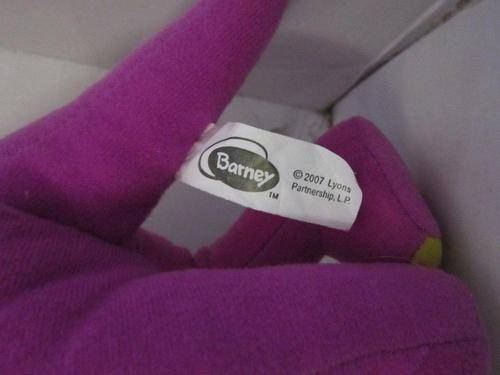 Barney TM
© 2007 Lyons
Partnership, L.P.